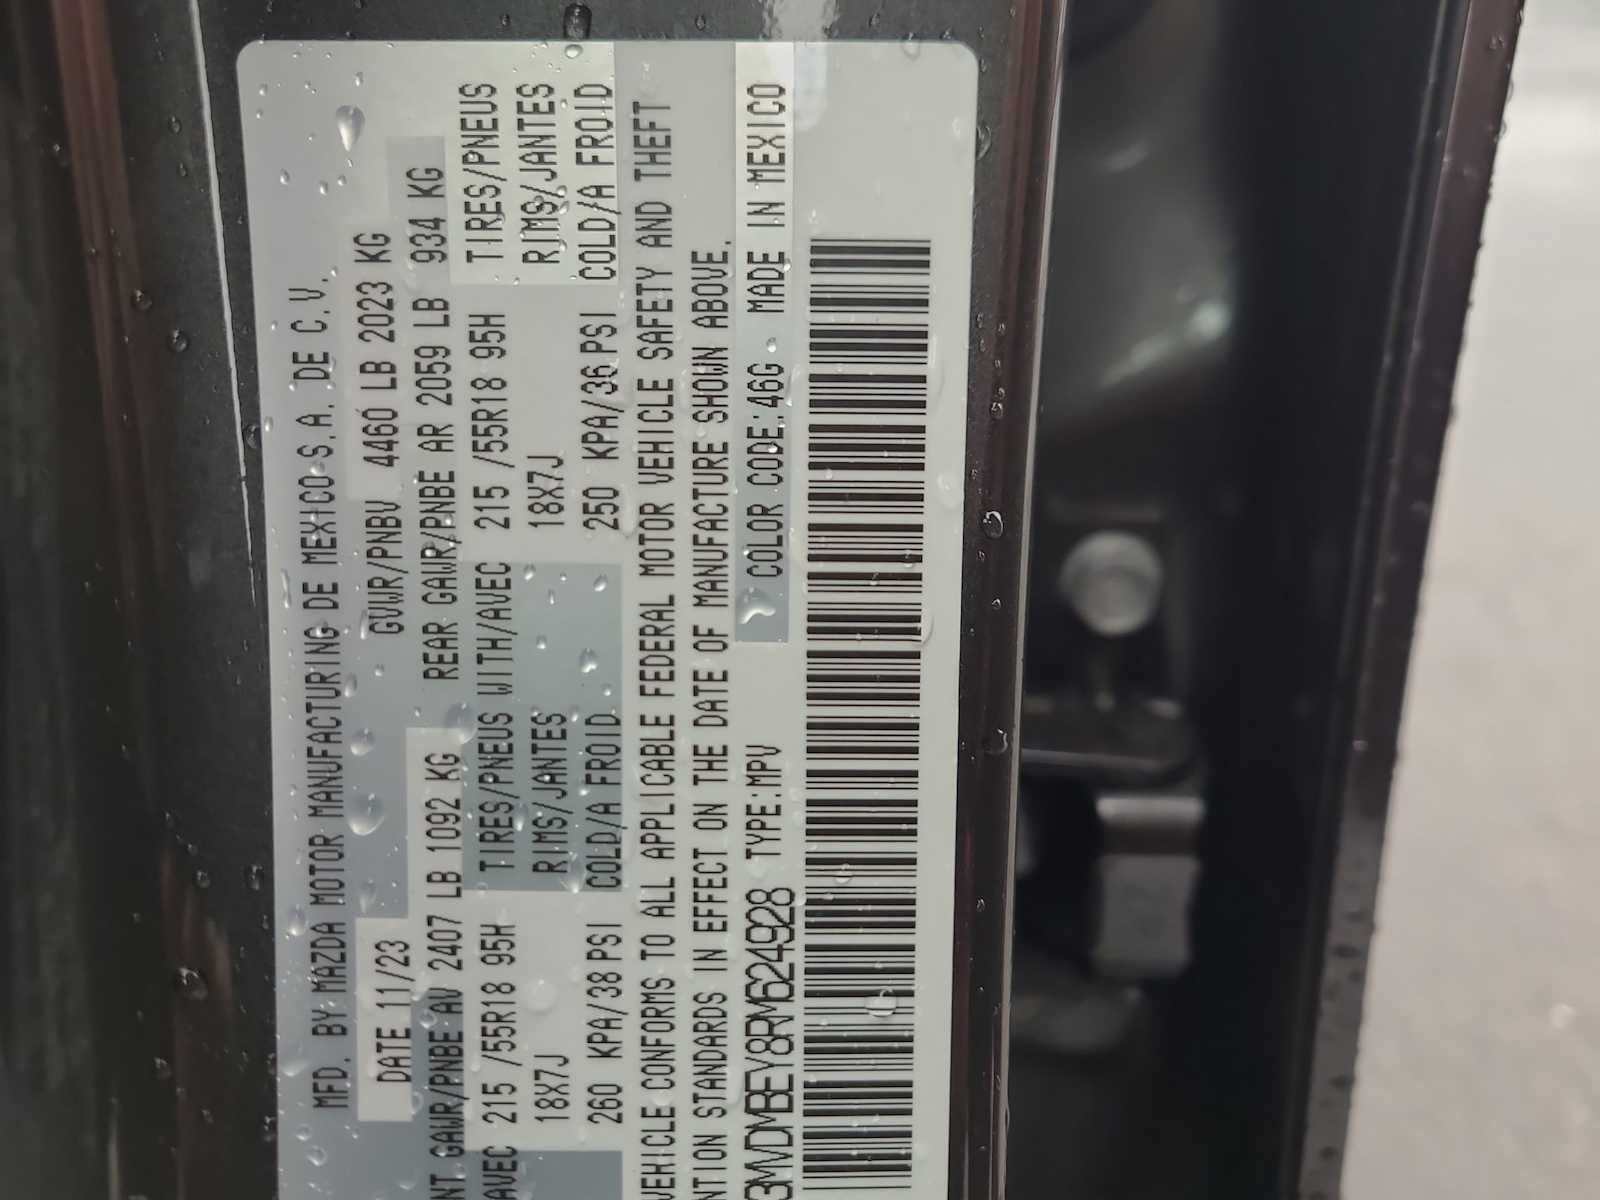 MFD. BY MAZDA MOTOR MANUFACTURING DE MEXICO S.A. DE C.V.
DATE 11/23 GVWR/PNBV 4460 LB 2023 KG
NT GAWR/PNBE AV 2407 LB 1092 KG REAR GAWR/PNBE AR 2059 LB 934 KG
AVEC 215 /55R18 95H TIRES/PNEUS WITH/AVEC 215 /55R18 95H TIRES/PNEUS
18X7J RIMS/JANTES 18X7J RIMS/JANTES
260 KPA/38 PSI COLD/A FROID 250 KPA/36 PSI COLD/A FROID
VEHICLE CONFORMS TO ALL APPLICABLE FEDERAL MOTOR VEHICLE SAFETY AND THEFT
NTION STANDARDS IN EFFECT ON THE DATE OF MANUFACTURE SHOWN ABOVE.
3MVDMBEY8RM624928 TYPE:MPV COLOR CODE:46G MADE IN MEXICO